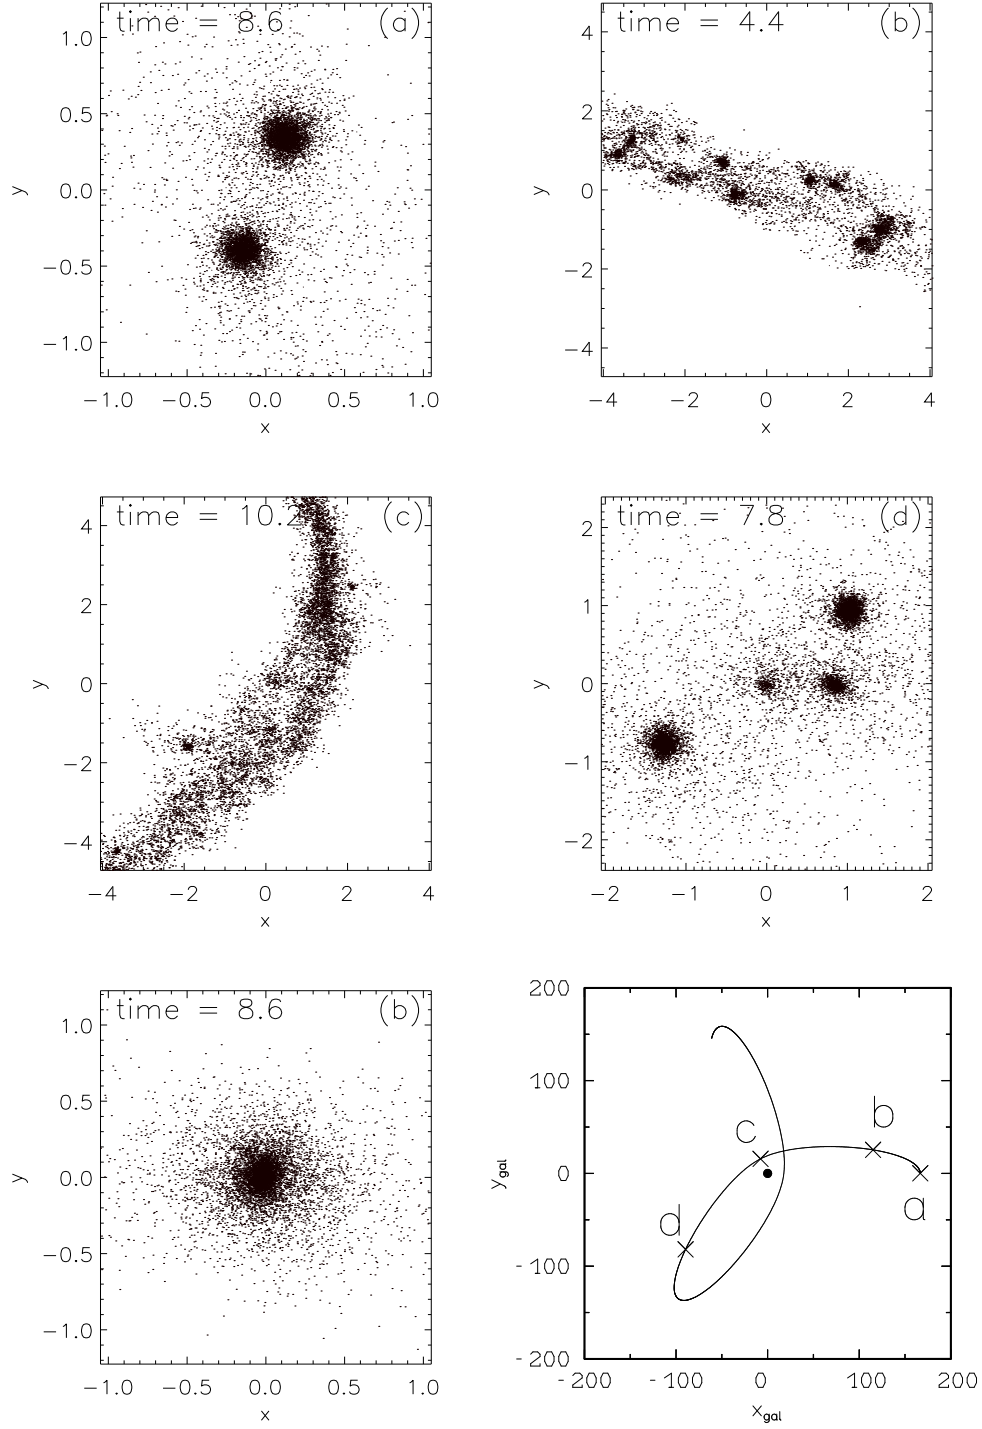 time = 8.6 (a)
1.0
0.5
0.0
-0.5
-1.0
y
-1.0 -0.5 0.0 0.5 1.0
x
time = 4.4 (b)
4
2
0
-2
-4
y
-4 -2 0 2 4
x
time = 10.2 (c)
4
2
0
-2
-4
y
-4 -2 0 2 4
x
time = 7.8 (d)
2
1
0
-1
-2
y
-2 -1 0 1 2
x
time = 8.6 (b)
1.0
0.5
0.0
-0.5
-1.0
y
-1.0 -0.5 0.0 0.5 1.0
x
200
100
0
-100
-200
y gal
b
c
a
d
-200 -100 0 100 200
x gal